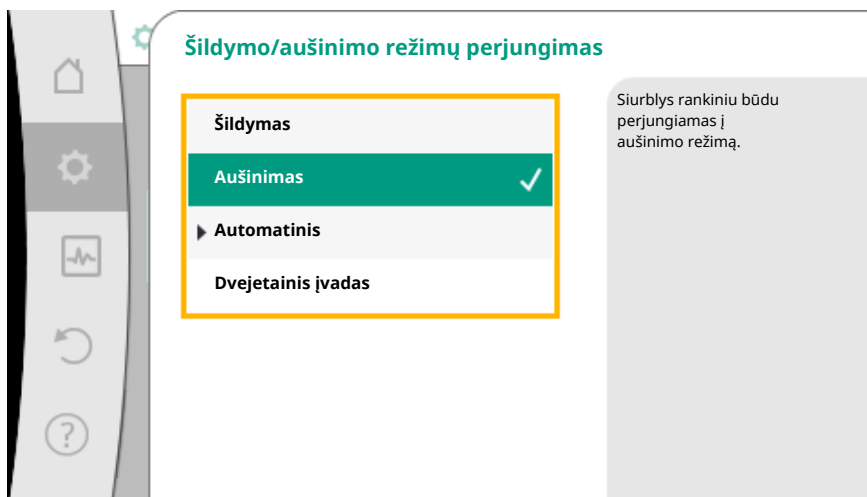 Šildymo/aušinimo režimų perjungimas
Šildymas
Aušinimas
Automatinis
Dvejetainis įvadas
Siurblys rankiniu būdu
perjungiamas į
aušinimo režimą.
?